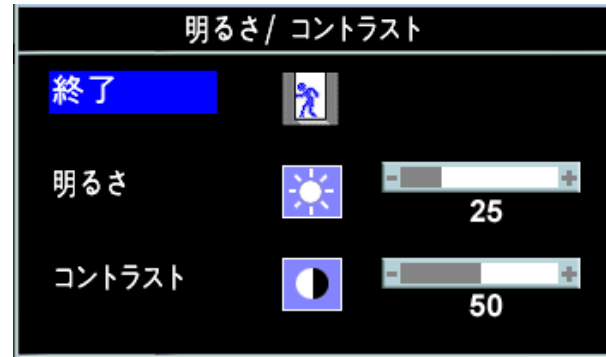 明るさ/ コントラスト
終了
明るさ
- +
25
コントラスト
- +
50